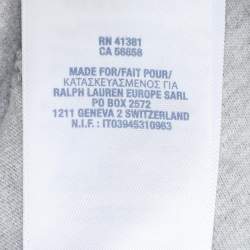 RN 41381
CA 58658
MADE FOR/FAIT POUR/
ΚΑΤΑΣΚΕΥΑΣΜΕΝΟΣ ΓΙΑ
RALPH LAUREN EUROPE SARL
PO BOX 2572
1211 GENEVA 2 SWITZERLAND
N.I.F. : IT03945310963